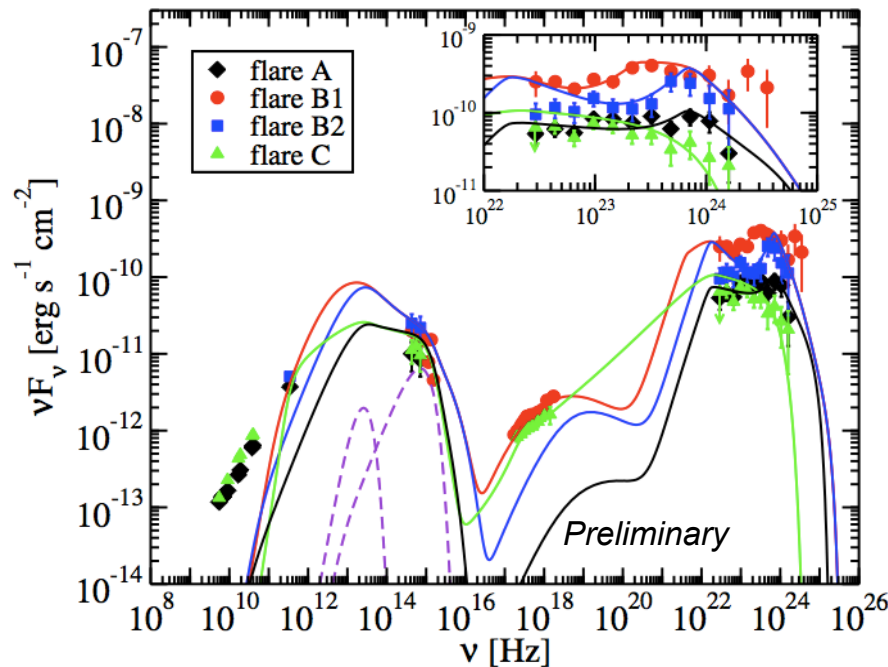 νFν [erg s⁻¹ cm⁻²]
10⁻⁷
10⁻⁸
10⁻⁹
10⁻¹⁰
10⁻¹¹
10⁻¹²
10⁻¹³
10⁻¹⁴
flare A
flare B1
flare B2
flare C
10⁻⁹
10⁻¹⁰
10⁻¹¹
10²² 10²³ 10²⁴ 10²⁵
Preliminary
10⁸ 10¹⁰ 10¹² 10¹⁴ 10¹⁶ 10¹⁸ 10²⁰ 10²² 10²⁴ 10²⁶
ν [Hz]